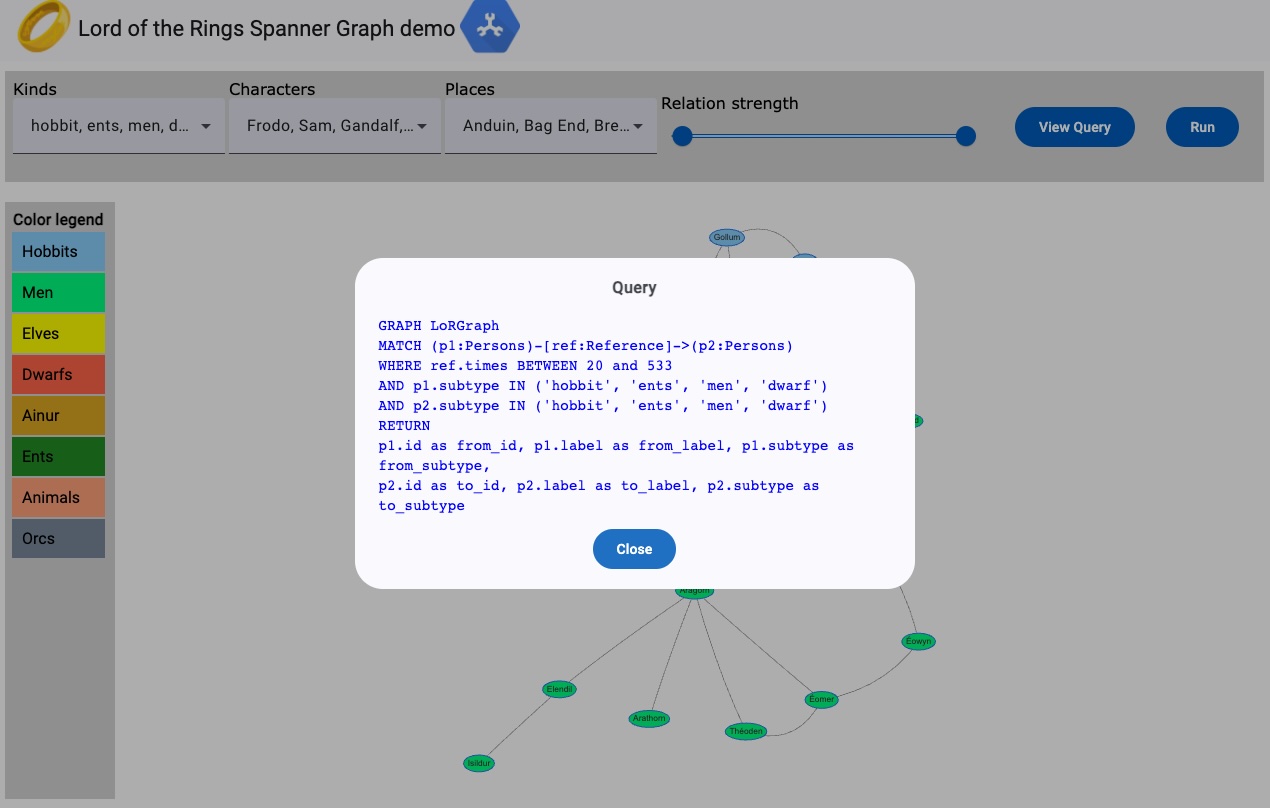 Lord of the Rings Spanner Graph demo
Kinds
Characters
Places
Relation strength
hobbit, ents, men, d...
Frodo, Sam, Gandalf,...
Anduin, Bag End, Bre...
View Query
Run
Color legend
Hobbits
Men
Elves
Dwarfs
Ainur
Ents
Animals
Orcs
Gollum
Query
GRAPH LoRGraph
MATCH (p1:Persons)-[ref:Reference]->(p2:Persons)
WHERE ref.times BETWEEN 20 and 533
AND p1.subtype IN ('hobbit', 'ents', 'men', 'dwarf')
AND p2.subtype IN ('hobbit', 'ents', 'men', 'dwarf')
RETURN
p1.id as from_id, p1.label as from_label, p1.subtype as
from_subtype,
p2.id as to_id, p2.label as to_label, p2.subtype as
to_subtype
Close
Aragorn
Éowyn
Elendil
Éomer
Arathorn
Théoden
Isildur